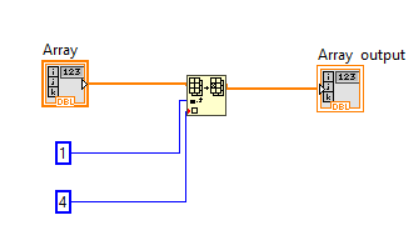 Array
Array output
i 123
j
k
DBL
i 123
j
k
DBL
1
4